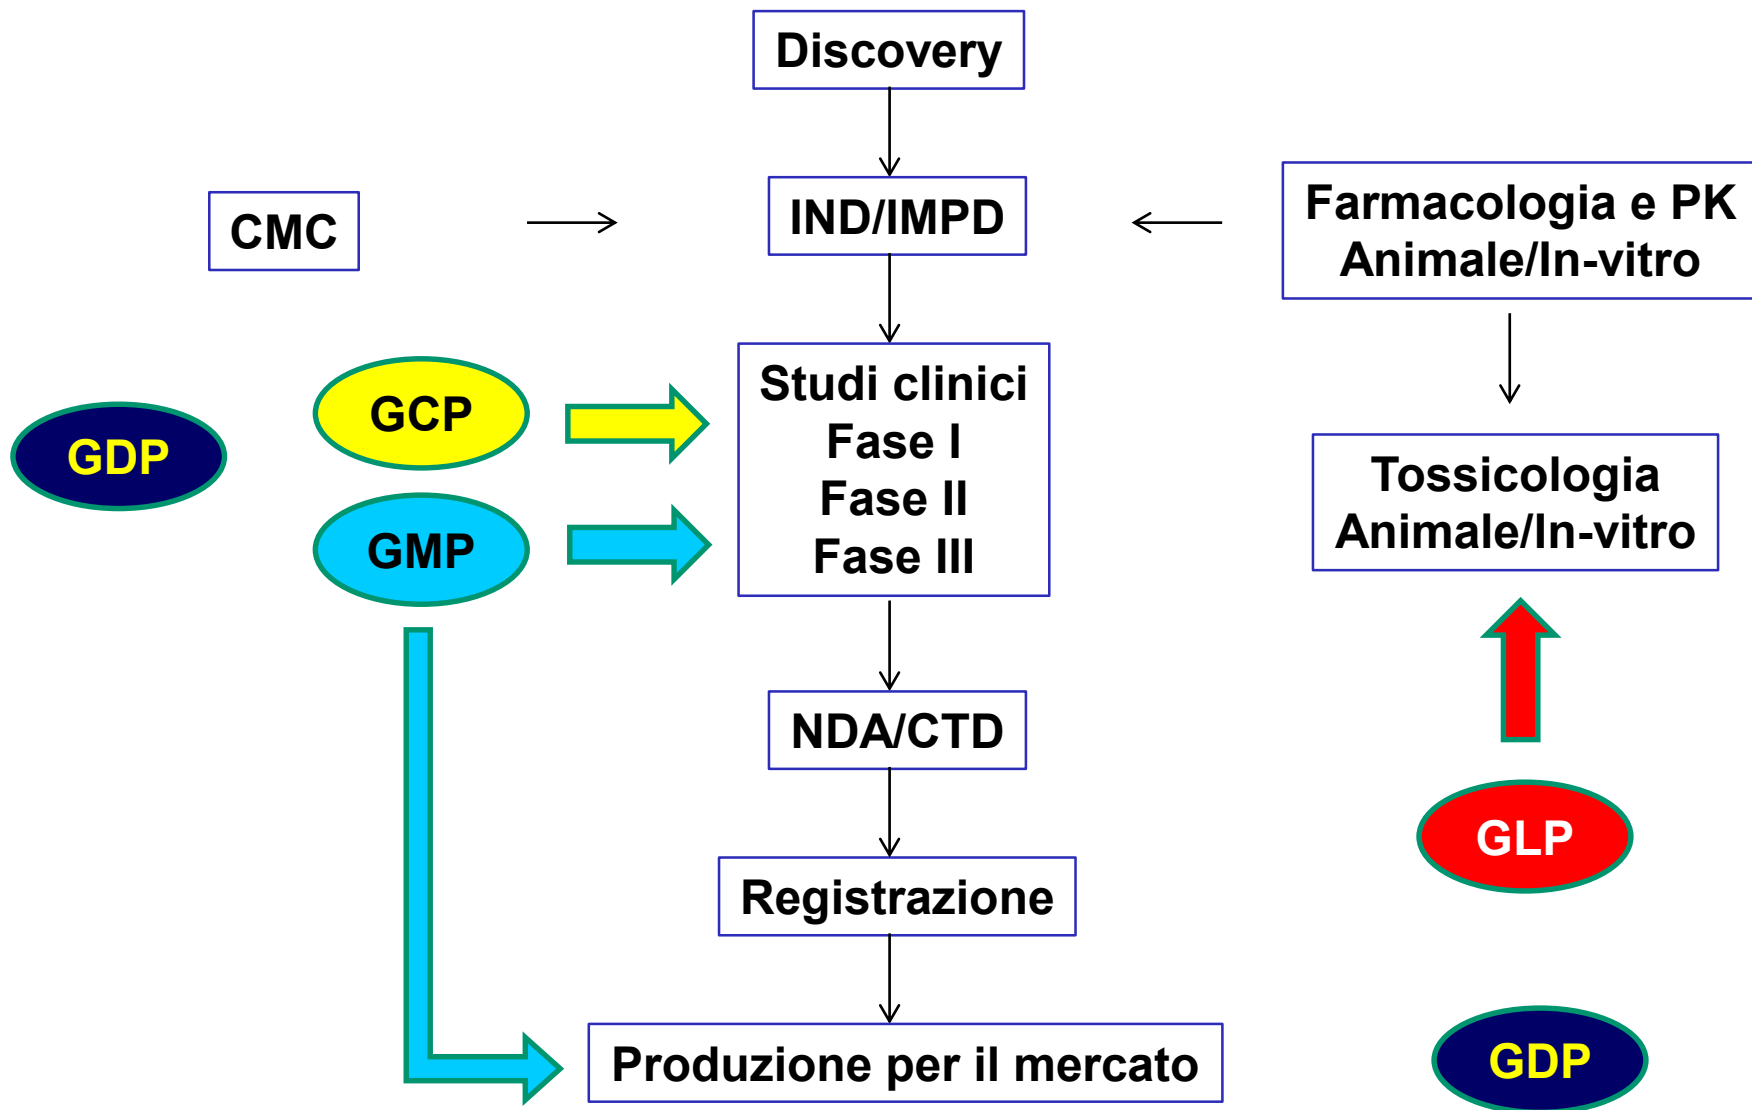 Discovery
CMC
IND/IMPD
Farmacologia e PK
Animale/In-vitro
GDP
GCP
GMP
Studi clinici
Fase I
Fase II
Fase III
Tossicologia
Animale/In-vitro
NDA/CTD
GLP
Registrazione
Produzione per il mercato
GDP